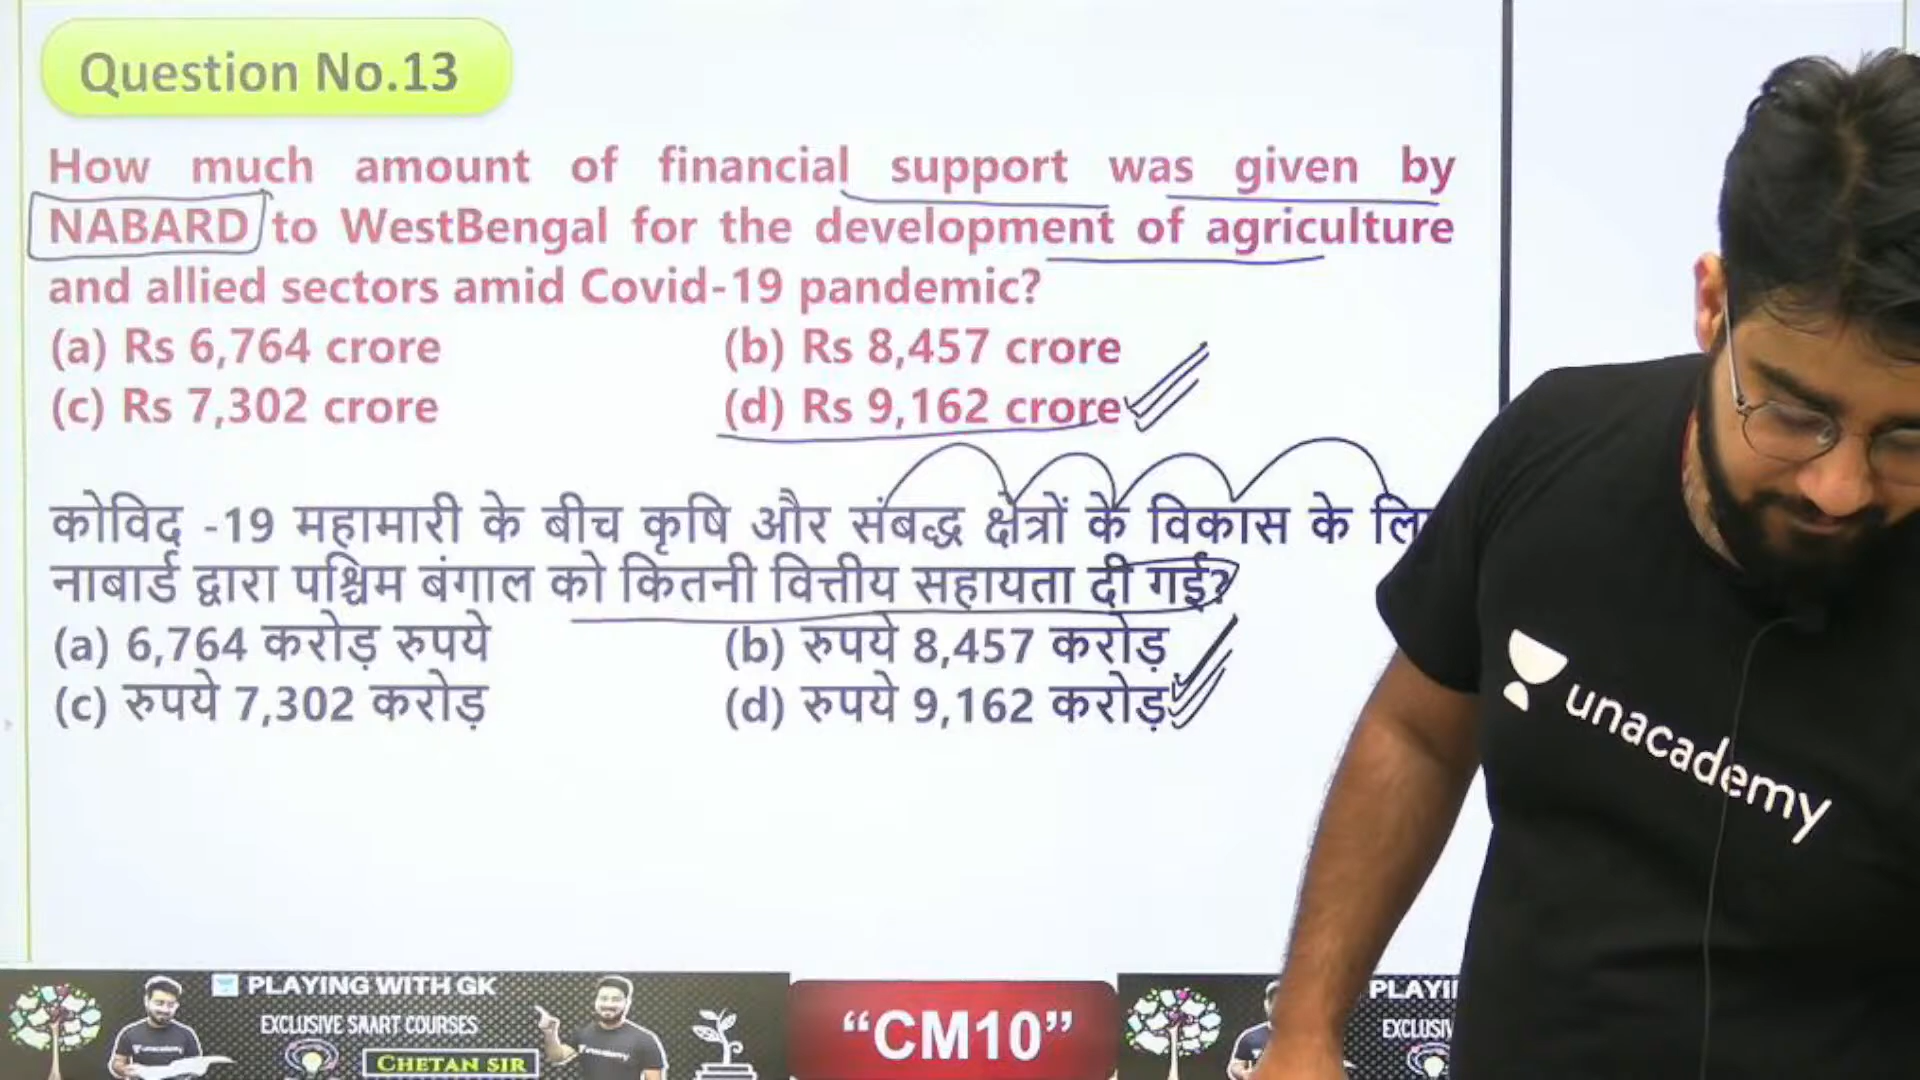 Question No.13
How much amount of financial support was given by
NABARD to WestBengal for the development of agriculture
and allied sectors amid Covid-19 pandemic?
(a) Rs 6,764 crore (b) Rs 8,457 crore
(c) Rs 7,302 crore (d) Rs 9,162 crore
कोविद -19 महामारी के बीच कृषि और संबद्ध क्षेत्रों के विकास के लि
नाबार्ड द्वारा पश्चिम बंगाल को कितनी वित्तीय सहायता दी गई?
(a) 6,764 करोड़ रुपये (b) रुपये 8,457 करोड़
(c) रुपये 7,302 करोड़ (d) रुपये 9,162 करोड़
unacademy
PLAYING WITH GK
EXCLUSIVE SMART COURSES
CHETAN SIR
unacademy
unacademy
“CM10”
PLAYI
EXCLUSIV